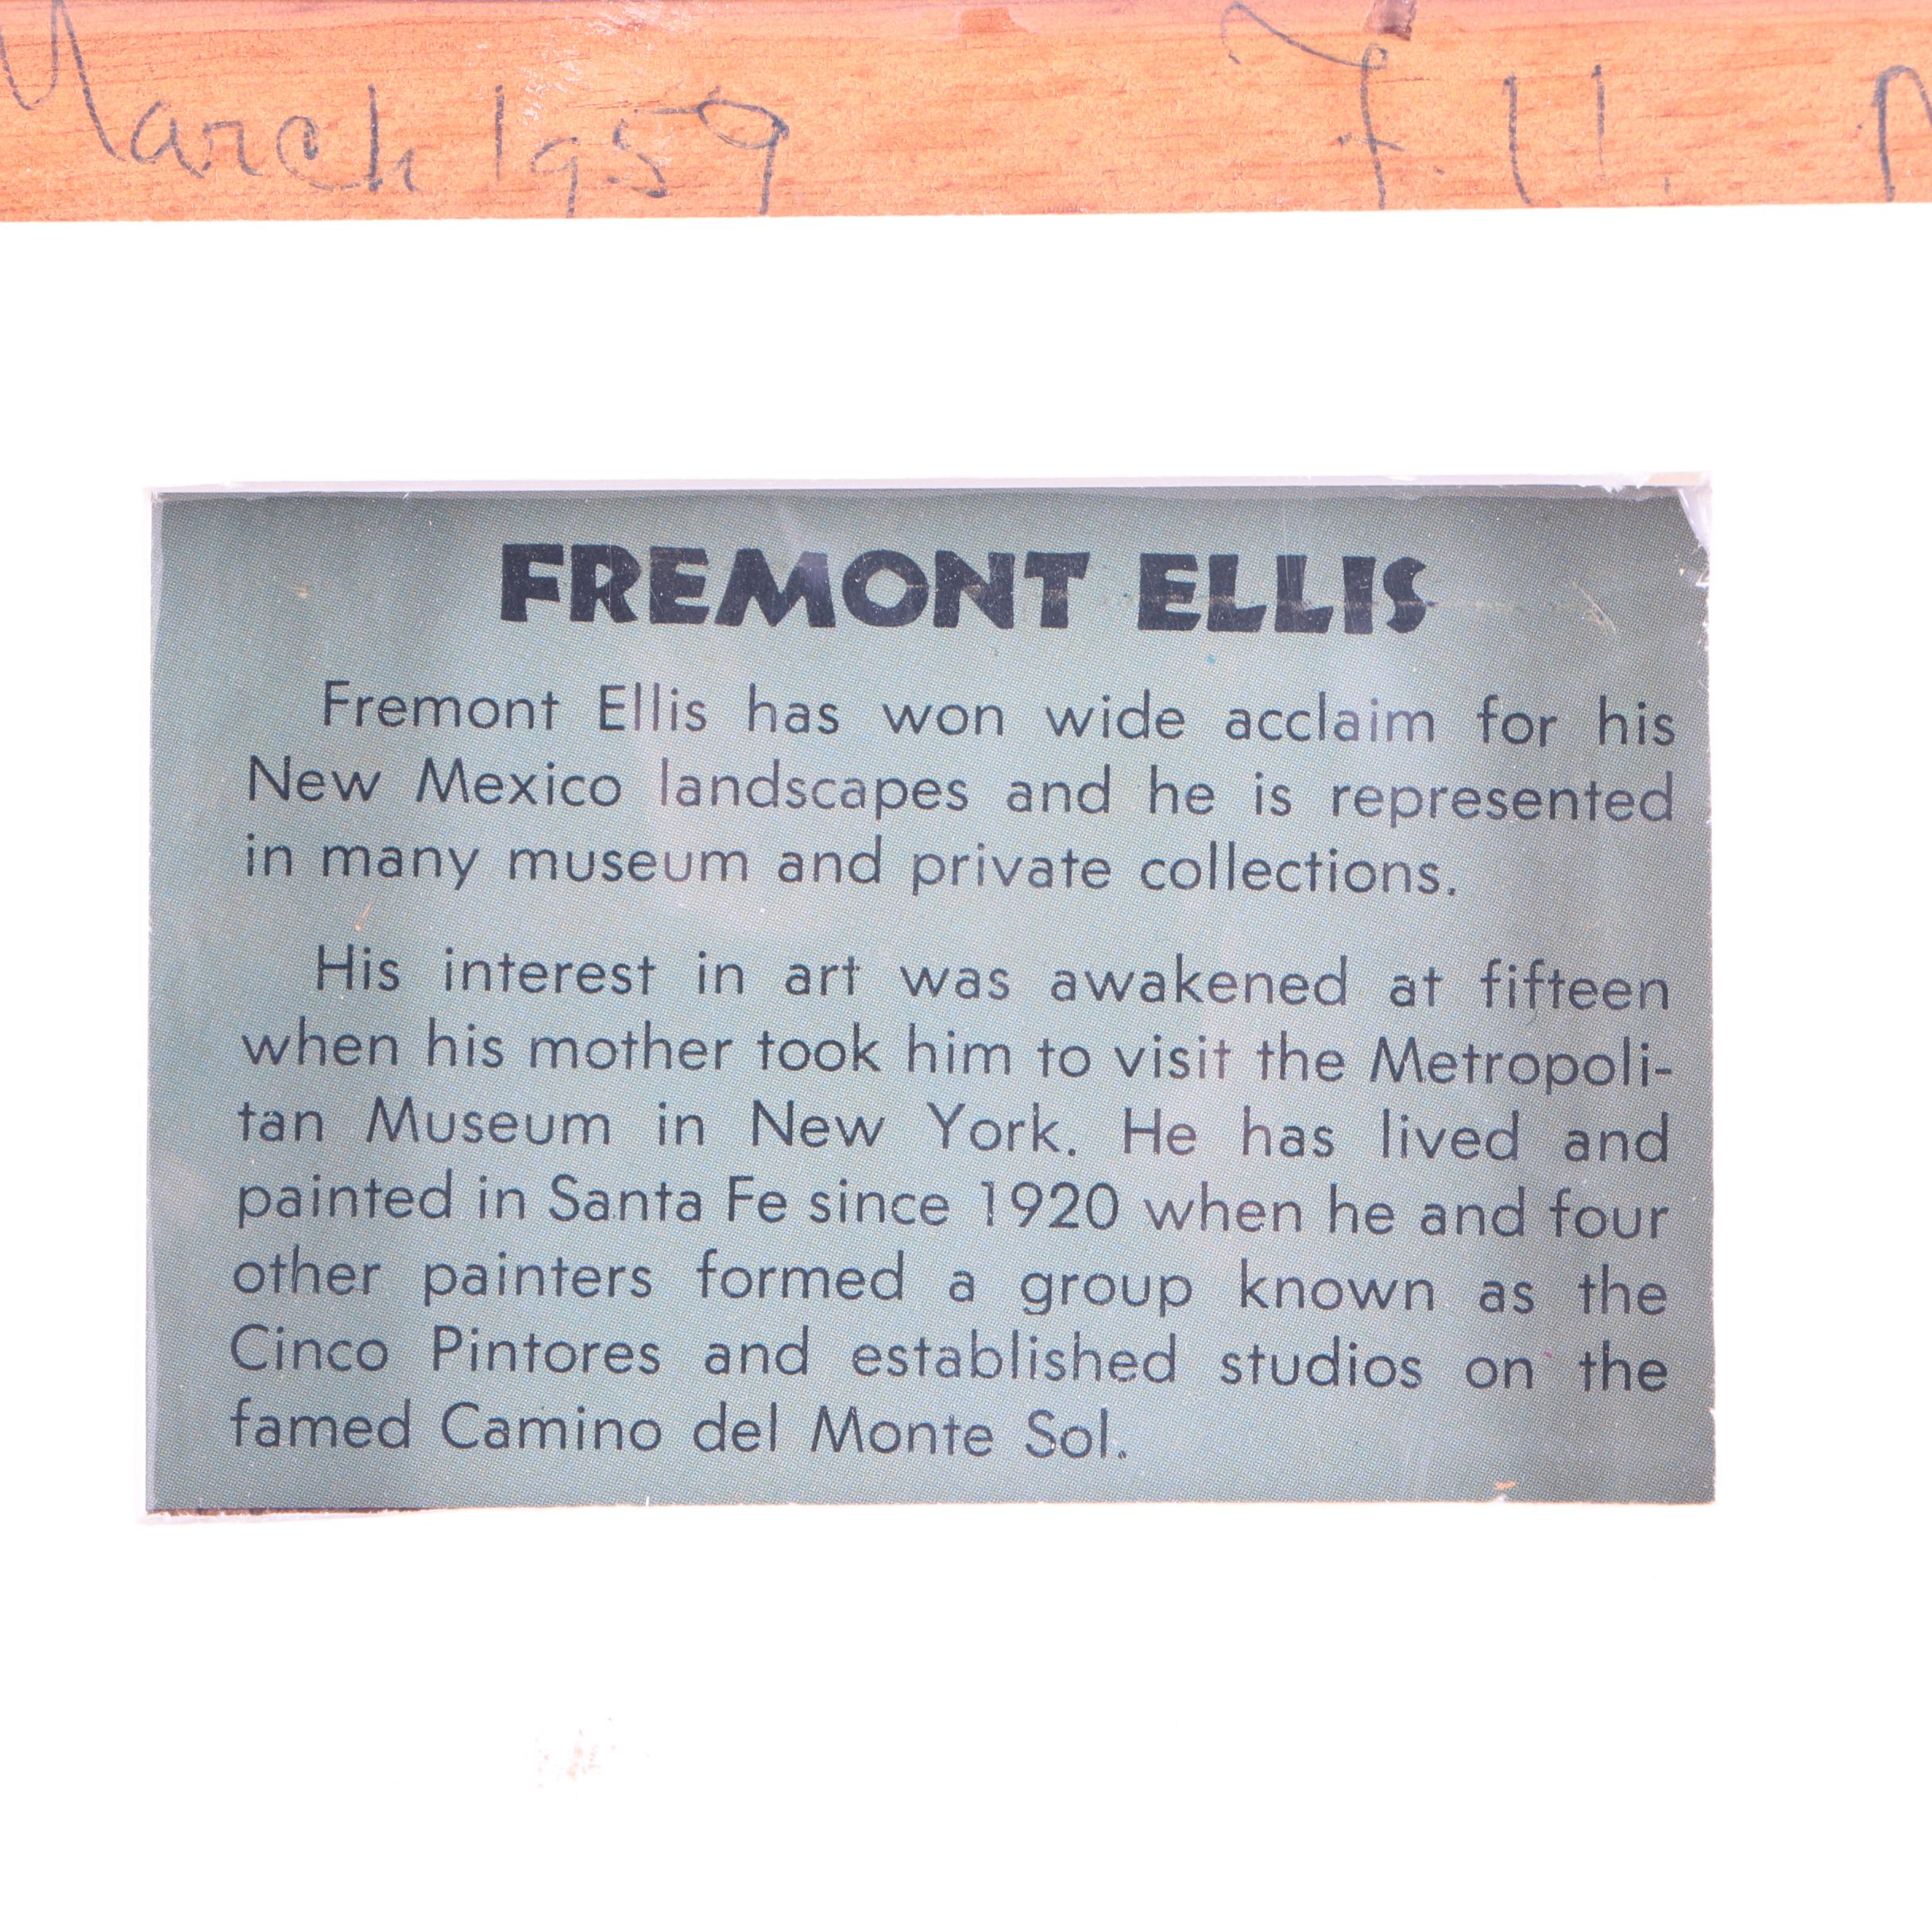 March 1959
FREMONT ELLIS
Fremont Ellis has won wide acclaim for his
New Mexico landscapes and he is represented
in many museum and private collections.
His interest in art was awakened at fifteen
when his mother took him to visit the Metropoli-
tan Museum in New York. He has lived and
painted in Santa Fe since 1920 when he and four
other painters formed a group known as the
Cinco Pintores and established studios on the
famed Camino del Monte Sol.